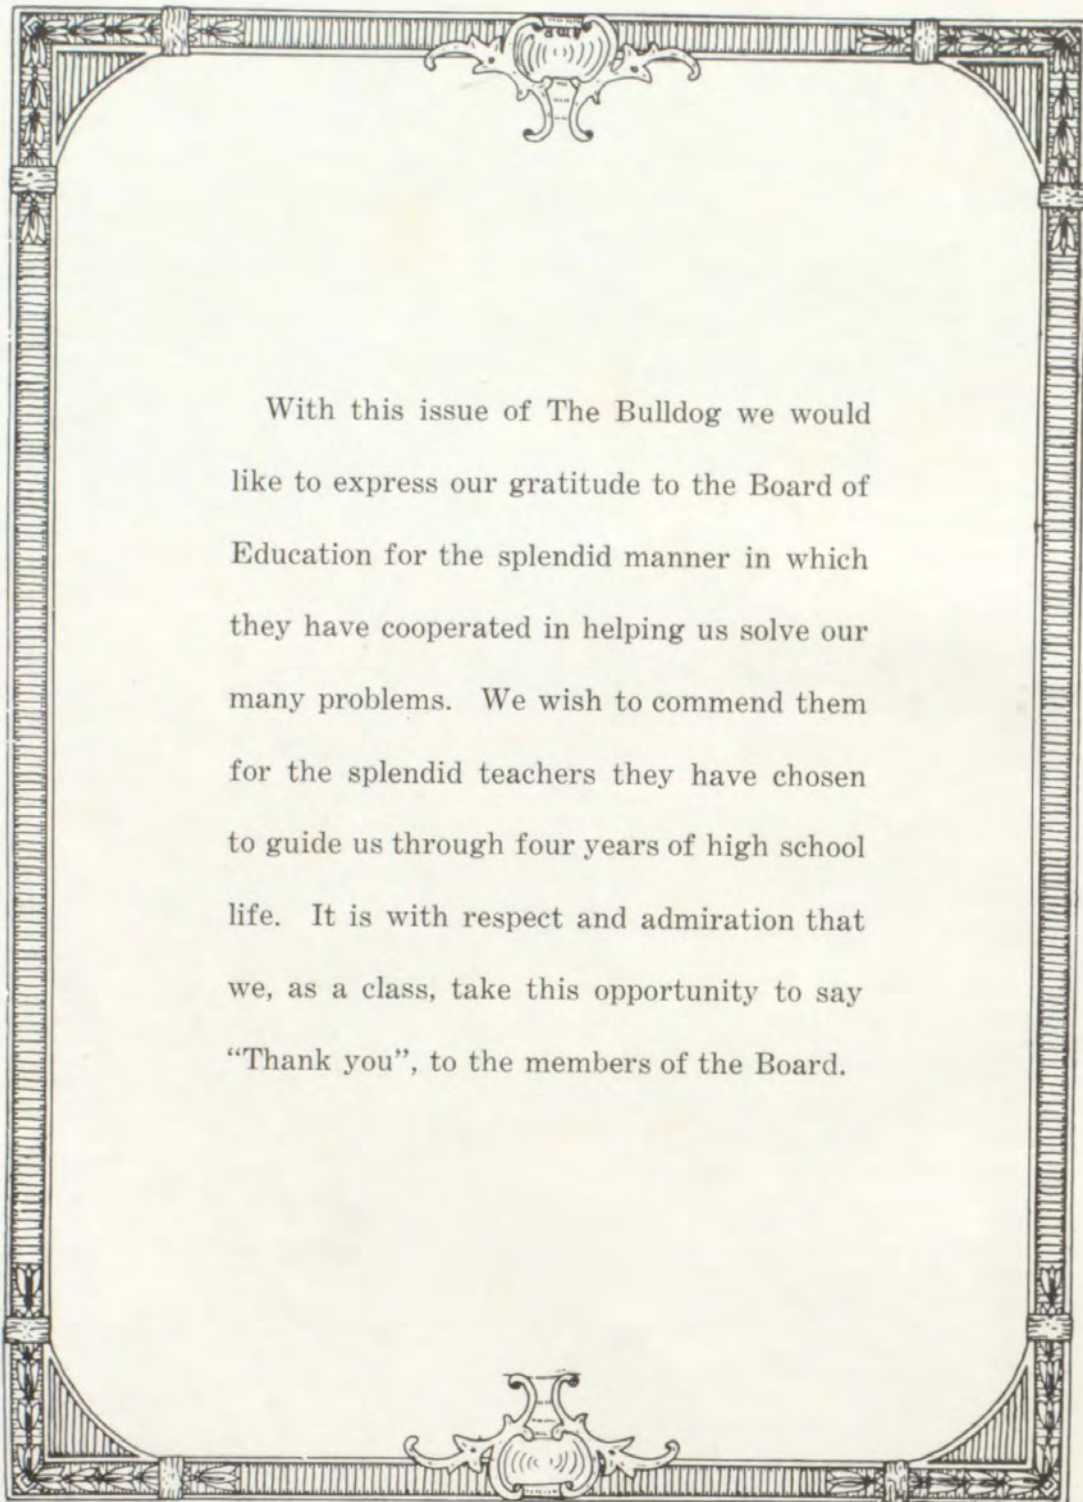 With this issue of The Bulldog we would
like to express our gratitude to the Board of
Education for the splendid manner in which
they have cooperated in helping us solve our
many problems. We wish to commend them
for the splendid teachers they have chosen
to guide us through four years of high school
life. It is with respect and admiration that
we, as a class, take this opportunity to say
“Thank you”, to the members of the Board.